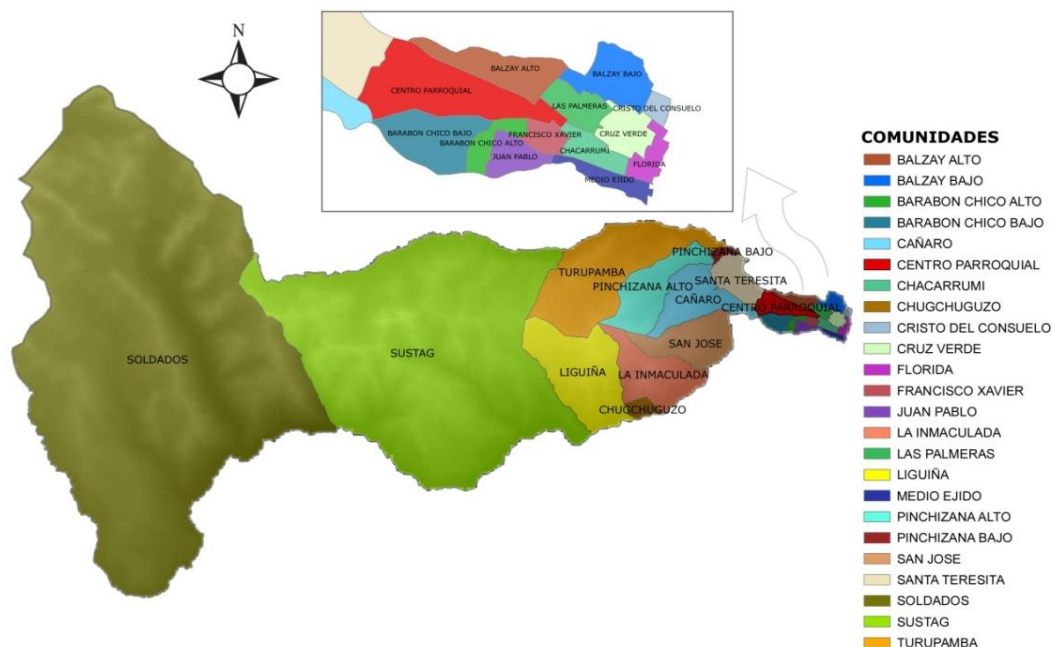 N
BALZAY ALTO
BALZAY BAJO
CENTRO PARROQUIAL
LAS PALMERAS
CRISTO DEL CONSUELO
BARABON CHICO BAJO
FRANCISCO XAVIER
CRUZ VERDE
BARABON CHICO ALTO
CHACARRUMI
JUAN PABLO
FLORIDA
MEDIO EJIDO
PINCHIZANA BAJO
TURUPAMBA
SANTA TERESITA
PINCHIZANA ALTO
CAÑARO
CENTRO PARROQUIAL
SAN JOSE
SOLDADOS
SUSTAG
LIGUIÑA
LA INMACULADA
CHUGCHUGUZO
COMUNIDADES
BALZAY ALTO
BALZAY BAJO
BARABON CHICO ALTO
BARABON CHICO BAJO
CAÑARO
CENTRO PARROQUIAL
CHACARRUMI
CHUGCHUGUZO
CRISTO DEL CONSUELO
CRUZ VERDE
FLORIDA
FRANCISCO XAVIER
JUAN PABLO
LA INMACULADA
LAS PALMERAS
LIGUIÑA
MEDIO EJIDO
PINCHIZANA ALTO
PINCHIZANA BAJO
SAN JOSE
SANTA TERESITA
SOLDADOS
SUSTAG
TURUPAMBA